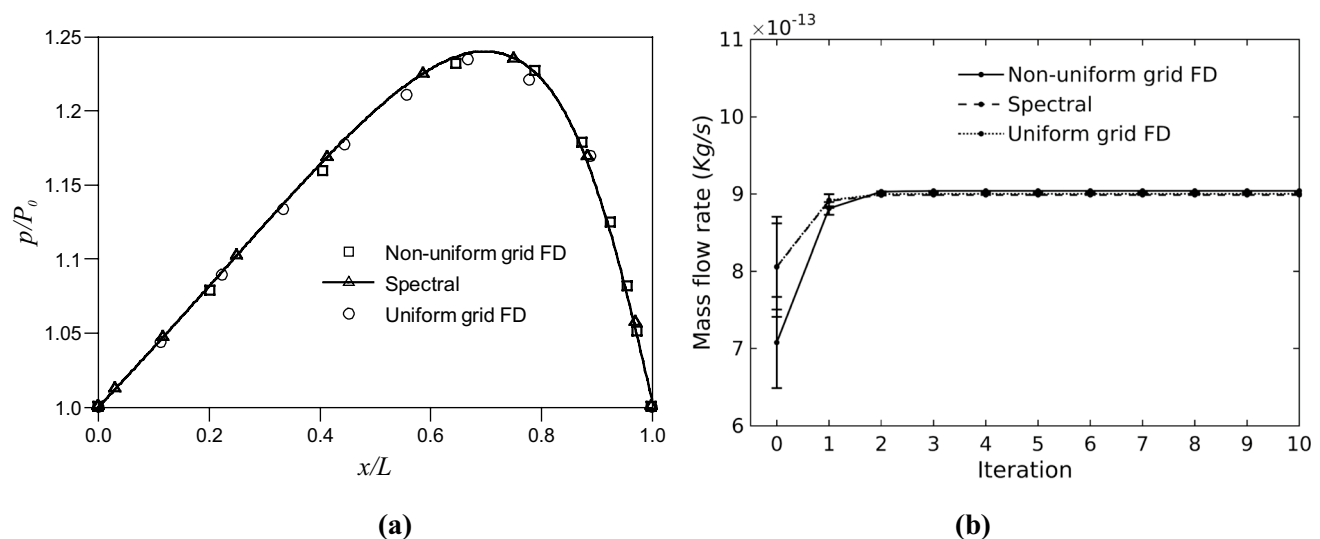 1.25
1.2
1.15
1.1
1.05
1.0
p/P₀
0.0 0.2 0.4 0.6 0.8 1.0
x/L
Non-uniform grid FD
Spectral
Uniform grid FD
(a)
×10⁻¹³
11
10
9
8
7
6
Mass flow rate (Kg/s)
0 1 2 3 4 5 6 7 8 9 10
Iteration
Non-uniform grid FD
Spectral
Uniform grid FD
(b)